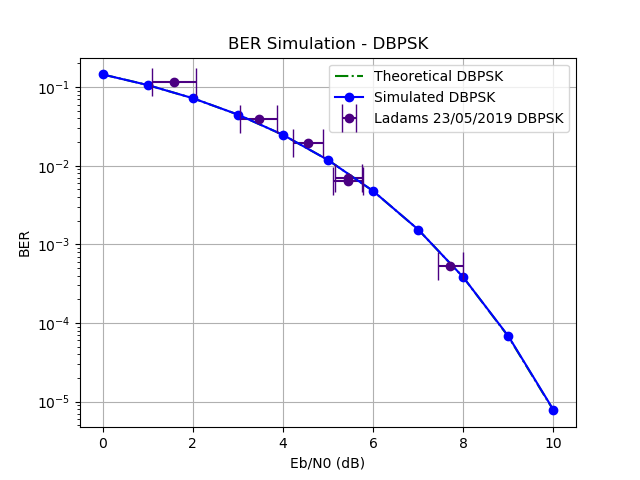 BER Simulation - DBPSK
Theoretical DBPSK
Simulated DBPSK
Ladams 23/05/2019 DBPSK
BER
10⁻¹
10⁻²
10⁻³
10⁻⁴
10⁻⁵
0 2 4 6 8 10
Eb/N0 (dB)